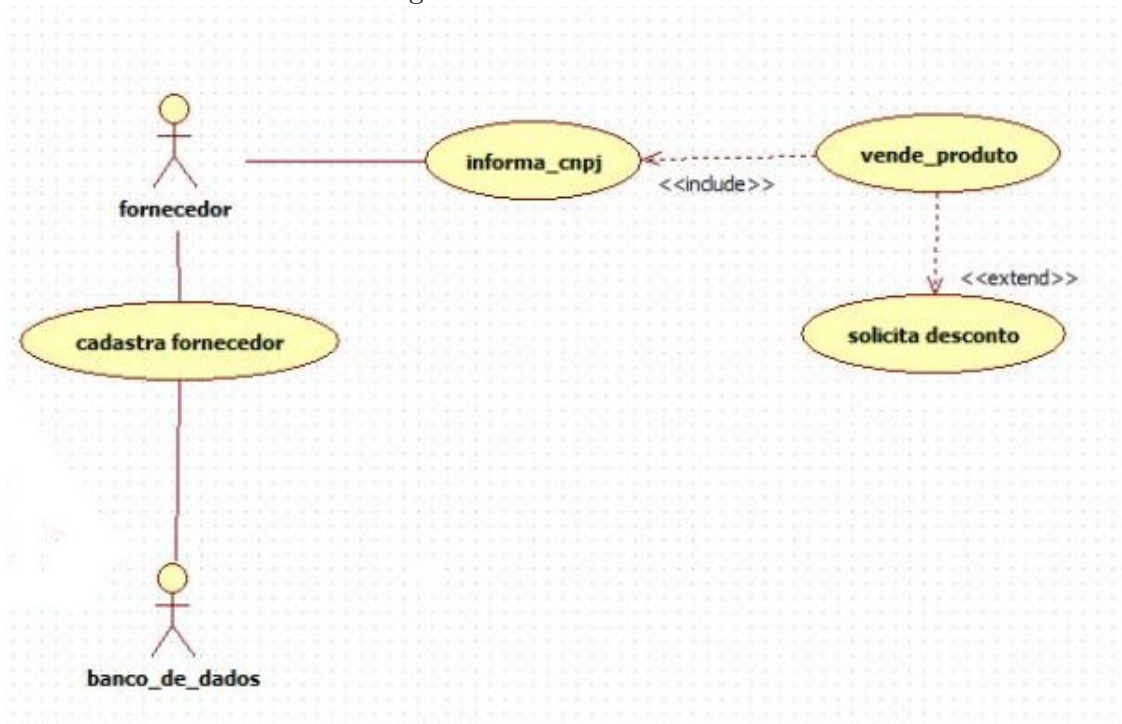 informa_cnpj
vende_produto
<<include>>
fornecedor
<<extend>>
cadastra fornecedor
solicita desconto
banco_de_dados